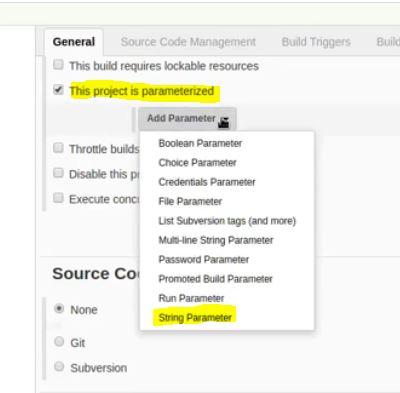 General Source Code Management Build Triggers Build
This build requires lockable resources
This project is parameterized
Add Parameter
Boolean Parameter
Choice Parameter
Credentials Parameter
File Parameter
List Subversion tags (and more)
Multi-line String Parameter
Password Parameter
Promoted Build Parameter
Run Parameter
String Parameter
Throttle builds
Disable this p
Execute conc
Source Co
None
Git
Subversion